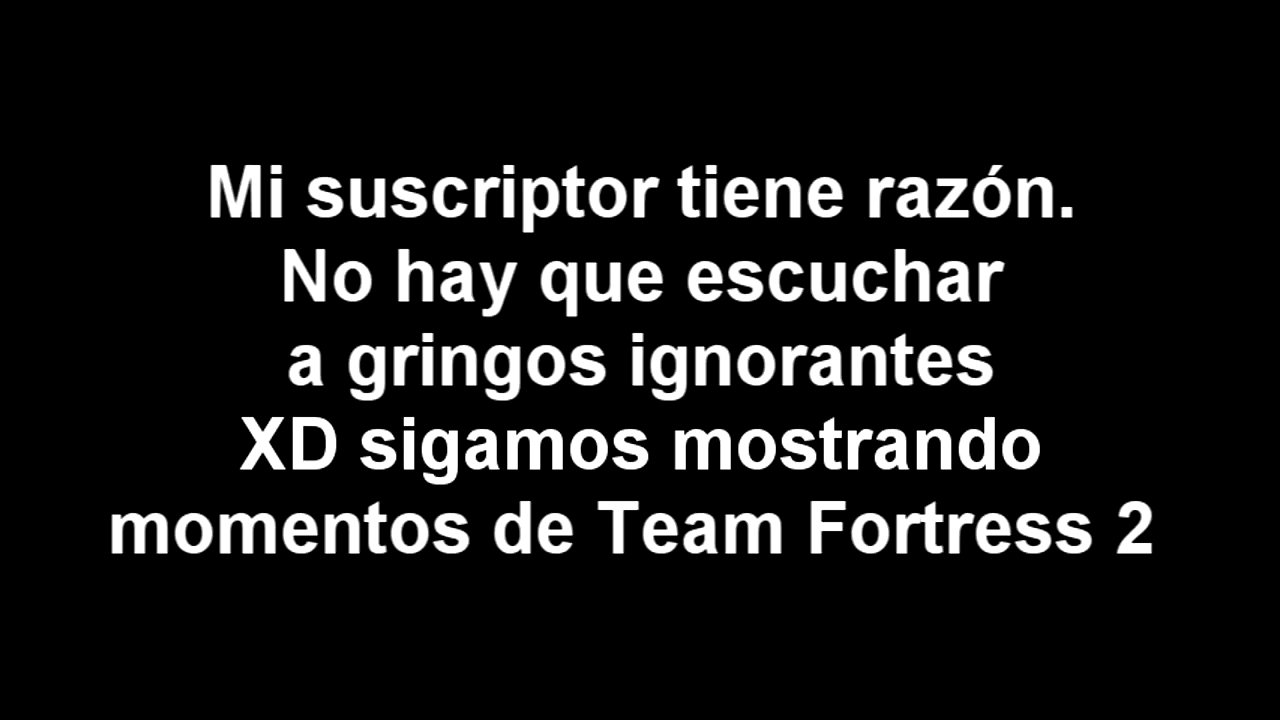 Mi suscriptor tiene razón.
No hay que escuchar
a gringos ignorantes
XD sigamos mostrando
momentos de Team Fortress 2